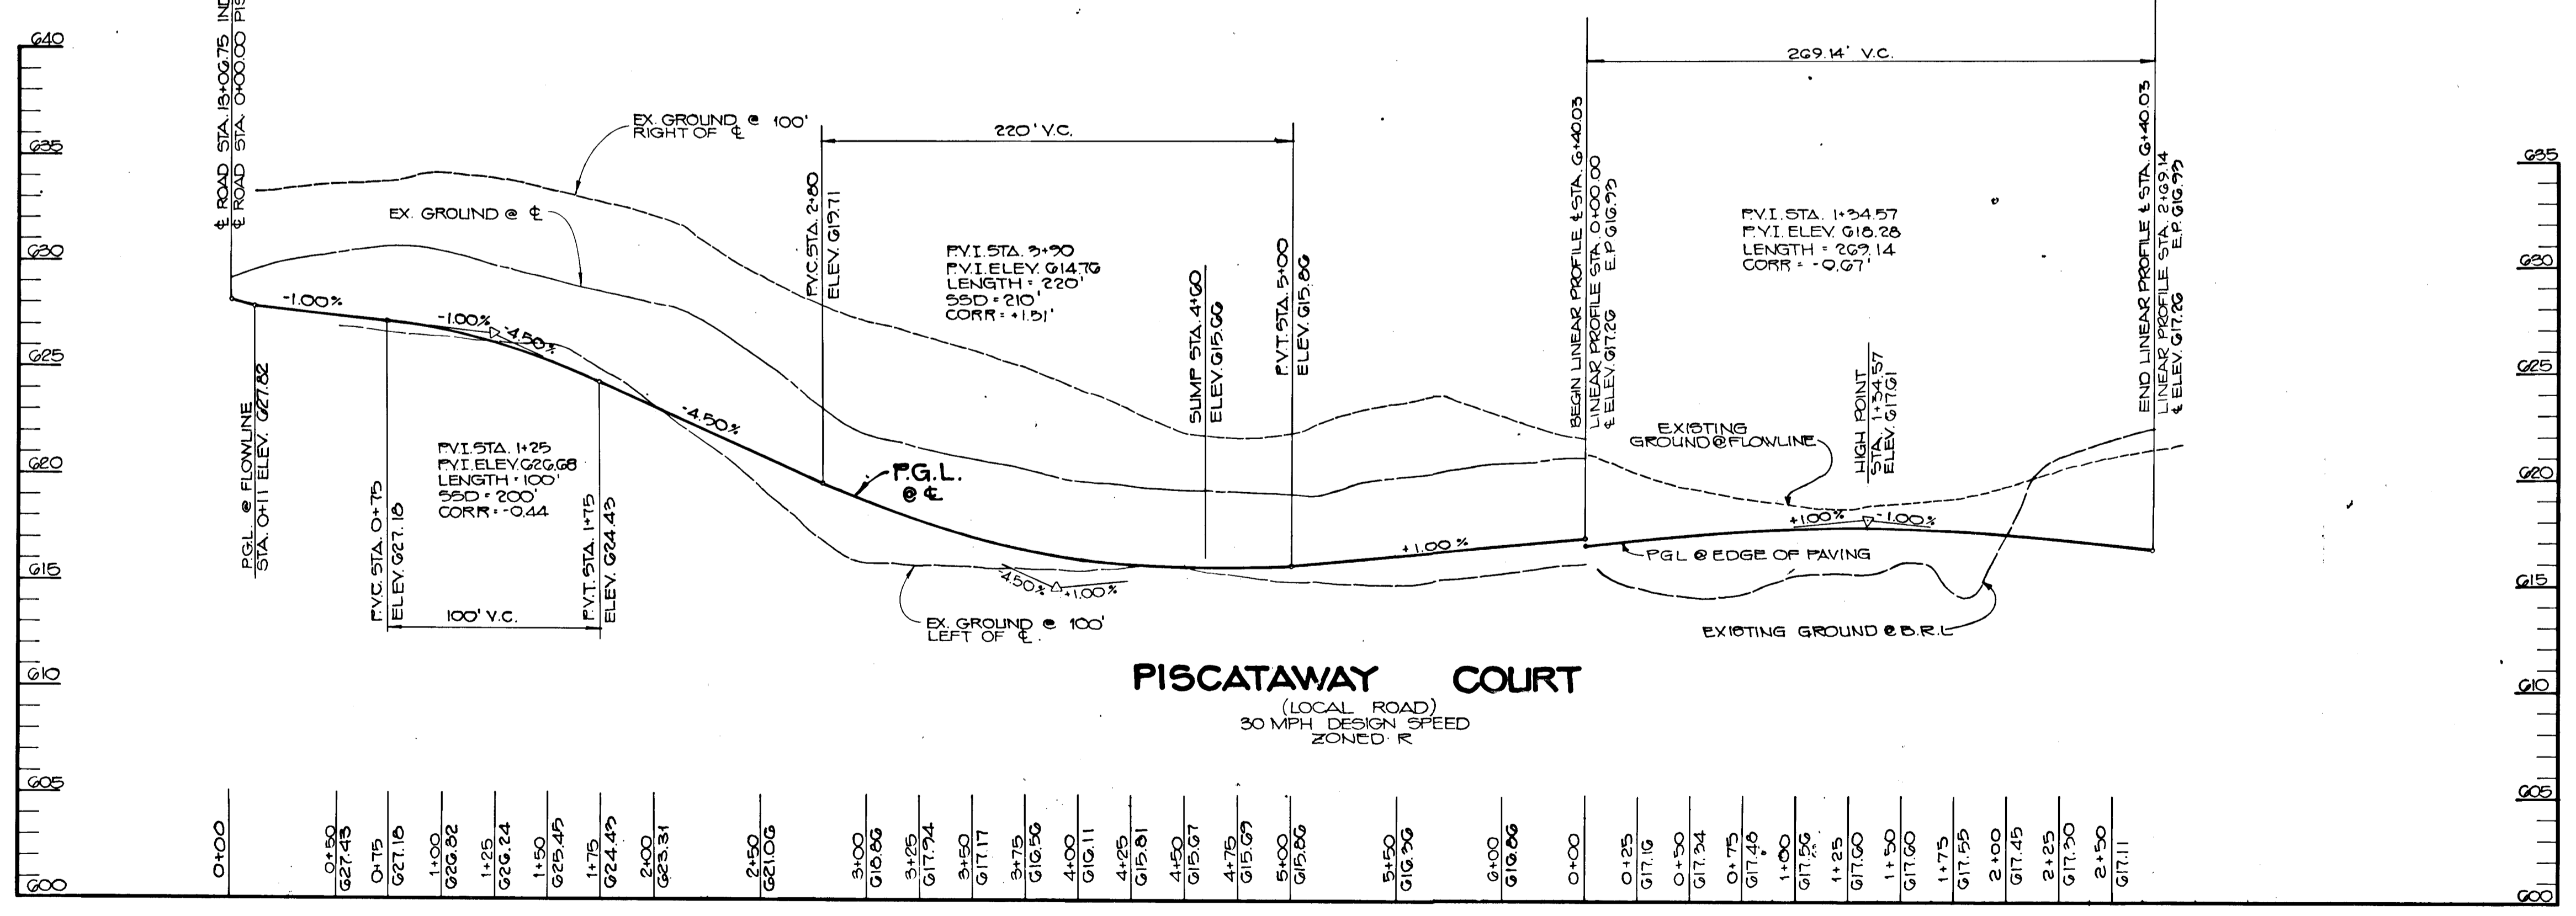 640
635
630
625
620
615
610
605
600
℄ ROAD STA. 13+06.75 IND
℄ ROAD STA. 0+00.00 PIS
EX. GROUND @ 100'
RIGHT OF ℄
EX. GROUND @ ℄
-1.00%
-1.00%
-4.50%
P.G.L. @ FLOWLINE
STA. 0+11 ELEV. 627.82
P.V.C. STA. 0+75
ELEV. 627.18
100' V.C.
P.V.I. STA. 1+25
P.V.I. ELEV. 626.68
LENGTH = 100'
SSD = 200'
CORR = -0.44
P.V.T. STA. 1+75
ELEV. 624.43
-4.50%
220' V.C.
P.V.C. STA. 2+80
ELEV. 619.71
P.V.I. STA. 3+90
P.V.I. ELEV. 614.76
LENGTH = 220'
SSD = 210'
CORR = +1.51'
P.G.L.
@ ℄
SUMP STA. 4+60
ELEV. 615.66
P.V.T. STA. 5+00
ELEV. 615.86
-4.50%
+1.00%
+1.00%
EX. GROUND @ 100'
LEFT OF ℄.
269.14' V.C.
BEGIN LINEAR PROFILE ℄ STA. 6+40.03
LINEAR PROFILE STA. 0+00.00
℄ ELEV. 617.26 E.P. 616.93
P.V.I. STA. 1+34.57
P.V.I. ELEV. 618.28
LENGTH = 269.14
CORR = -0.67'
EXISTING
GROUND @ FLOWLINE
HIGH POINT
STA. 1+34.57
ELEV. 617.61
+1.00%
-1.00%
PGL @ EDGE OF PAVING
EXISTING GROUND @ B.R.L
END LINEAR PROFILE ℄ STA. 6+40.03
LINEAR PROFILE STA. 2+69.14
℄ ELEV. 617.26 E.P. 616.93
635
630
625
620
615
610
605
600
PISCATAWAY COURT
(LOCAL ROAD)
30 MPH DESIGN SPEED
ZONED: R
0+00
0+50
627.43
0+75
627.18
1+00
626.82
1+25
626.24
1+50
625.45
1+75
624.43
2+00
623.31
2+50
621.06
3+00
618.86
3+25
617.94
3+50
617.17
3+75
616.56
4+00
616.11
4+25
615.81
4+50
615.67
4+75
615.69
5+00
615.86
5+50
616.36
6+00
616.86
0+00
0+25
617.16
0+50
617.34
0+75
617.48
1+00
617.56
1+25
617.60
1+50
617.60
1+75
617.55
2+00
617.45
2+25
617.30
2+50
617.11